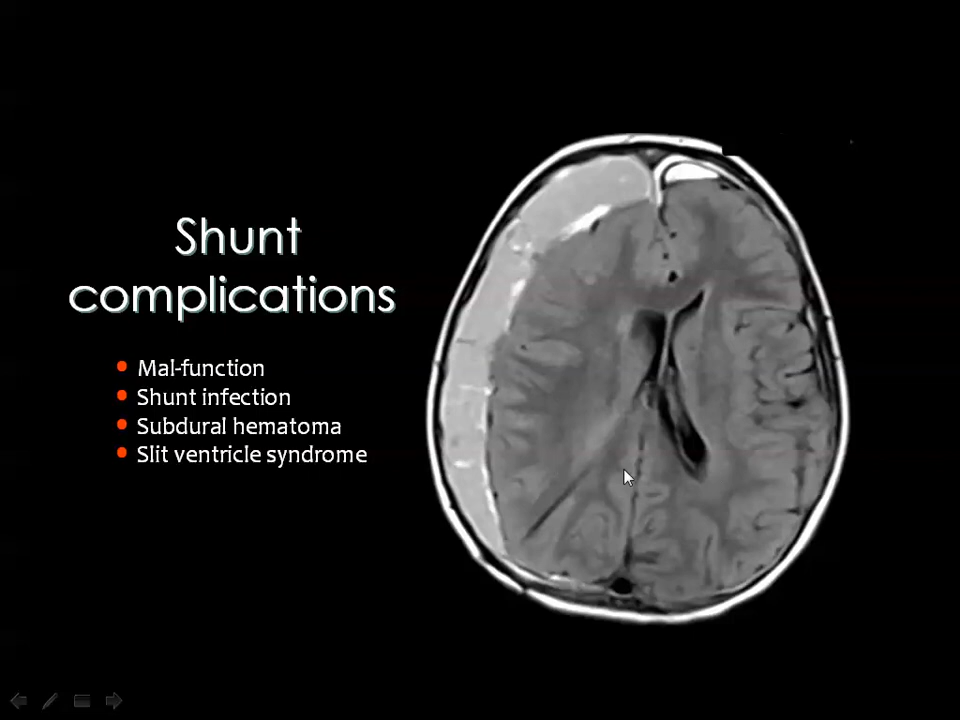 Shunt
complications
Mal-function
Shunt infection
Subdural hematoma
Slit ventricle syndrome